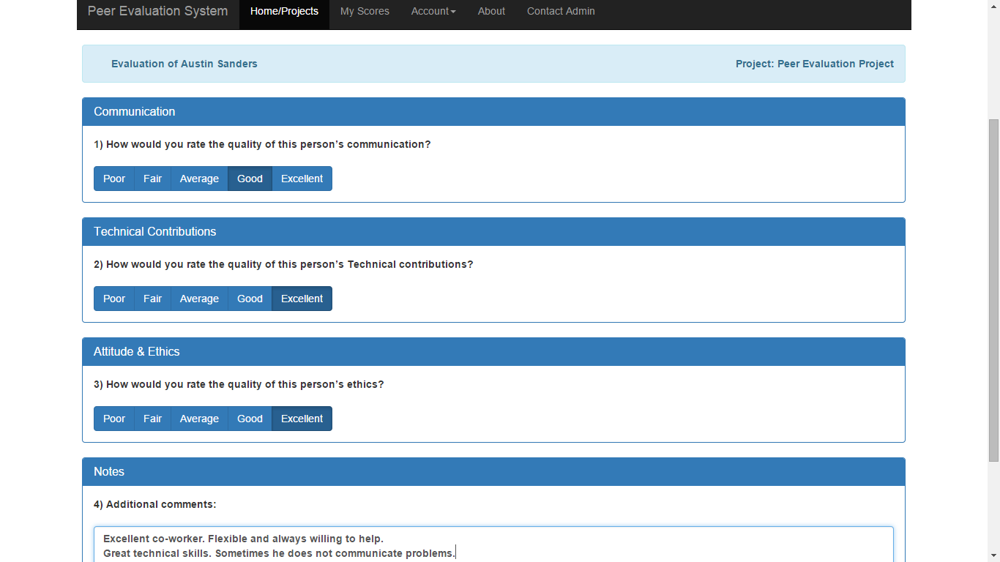 Peer Evaluation System Home/Projects My Scores Account About Contact Admin
Evaluation of Austin Sanders Project: Peer Evaluation Project
Communication
1) How would you rate the quality of this person’s communication?
Poor Fair Average Good Excellent
Technical Contributions
2) How would you rate the quality of this person’s Technical contributions?
Poor Fair Average Good Excellent
Attitude & Ethics
3) How would you rate the quality of this person’s ethics?
Poor Fair Average Good Excellent
Notes
4) Additional comments:
Excellent co-worker. Flexible and always willing to help.
Great technical skills. Sometimes he does not communicate problems.